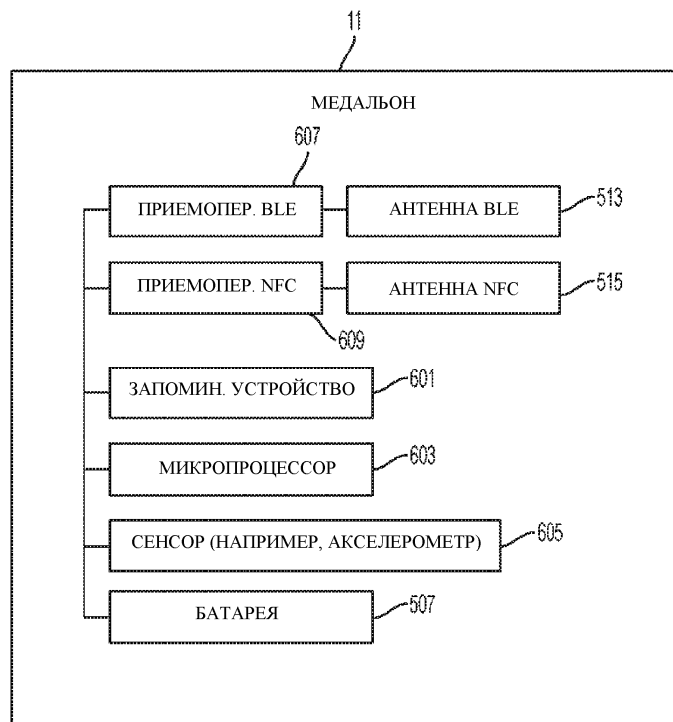 11
МЕДАЛЬОН
607
ПРИЕМОПЕР. BLE
АНТЕННА BLE
513
ПРИЕМОПЕР. NFC
АНТЕННА NFC
515
609
ЗАПОМИН. УСТРОЙСТВО
601
МИКРОПРОЦЕССОР
603
СЕНСОР (НАПРИМЕР, АКСЕЛЕРОМЕТР)
605
БАТАРЕЯ
507